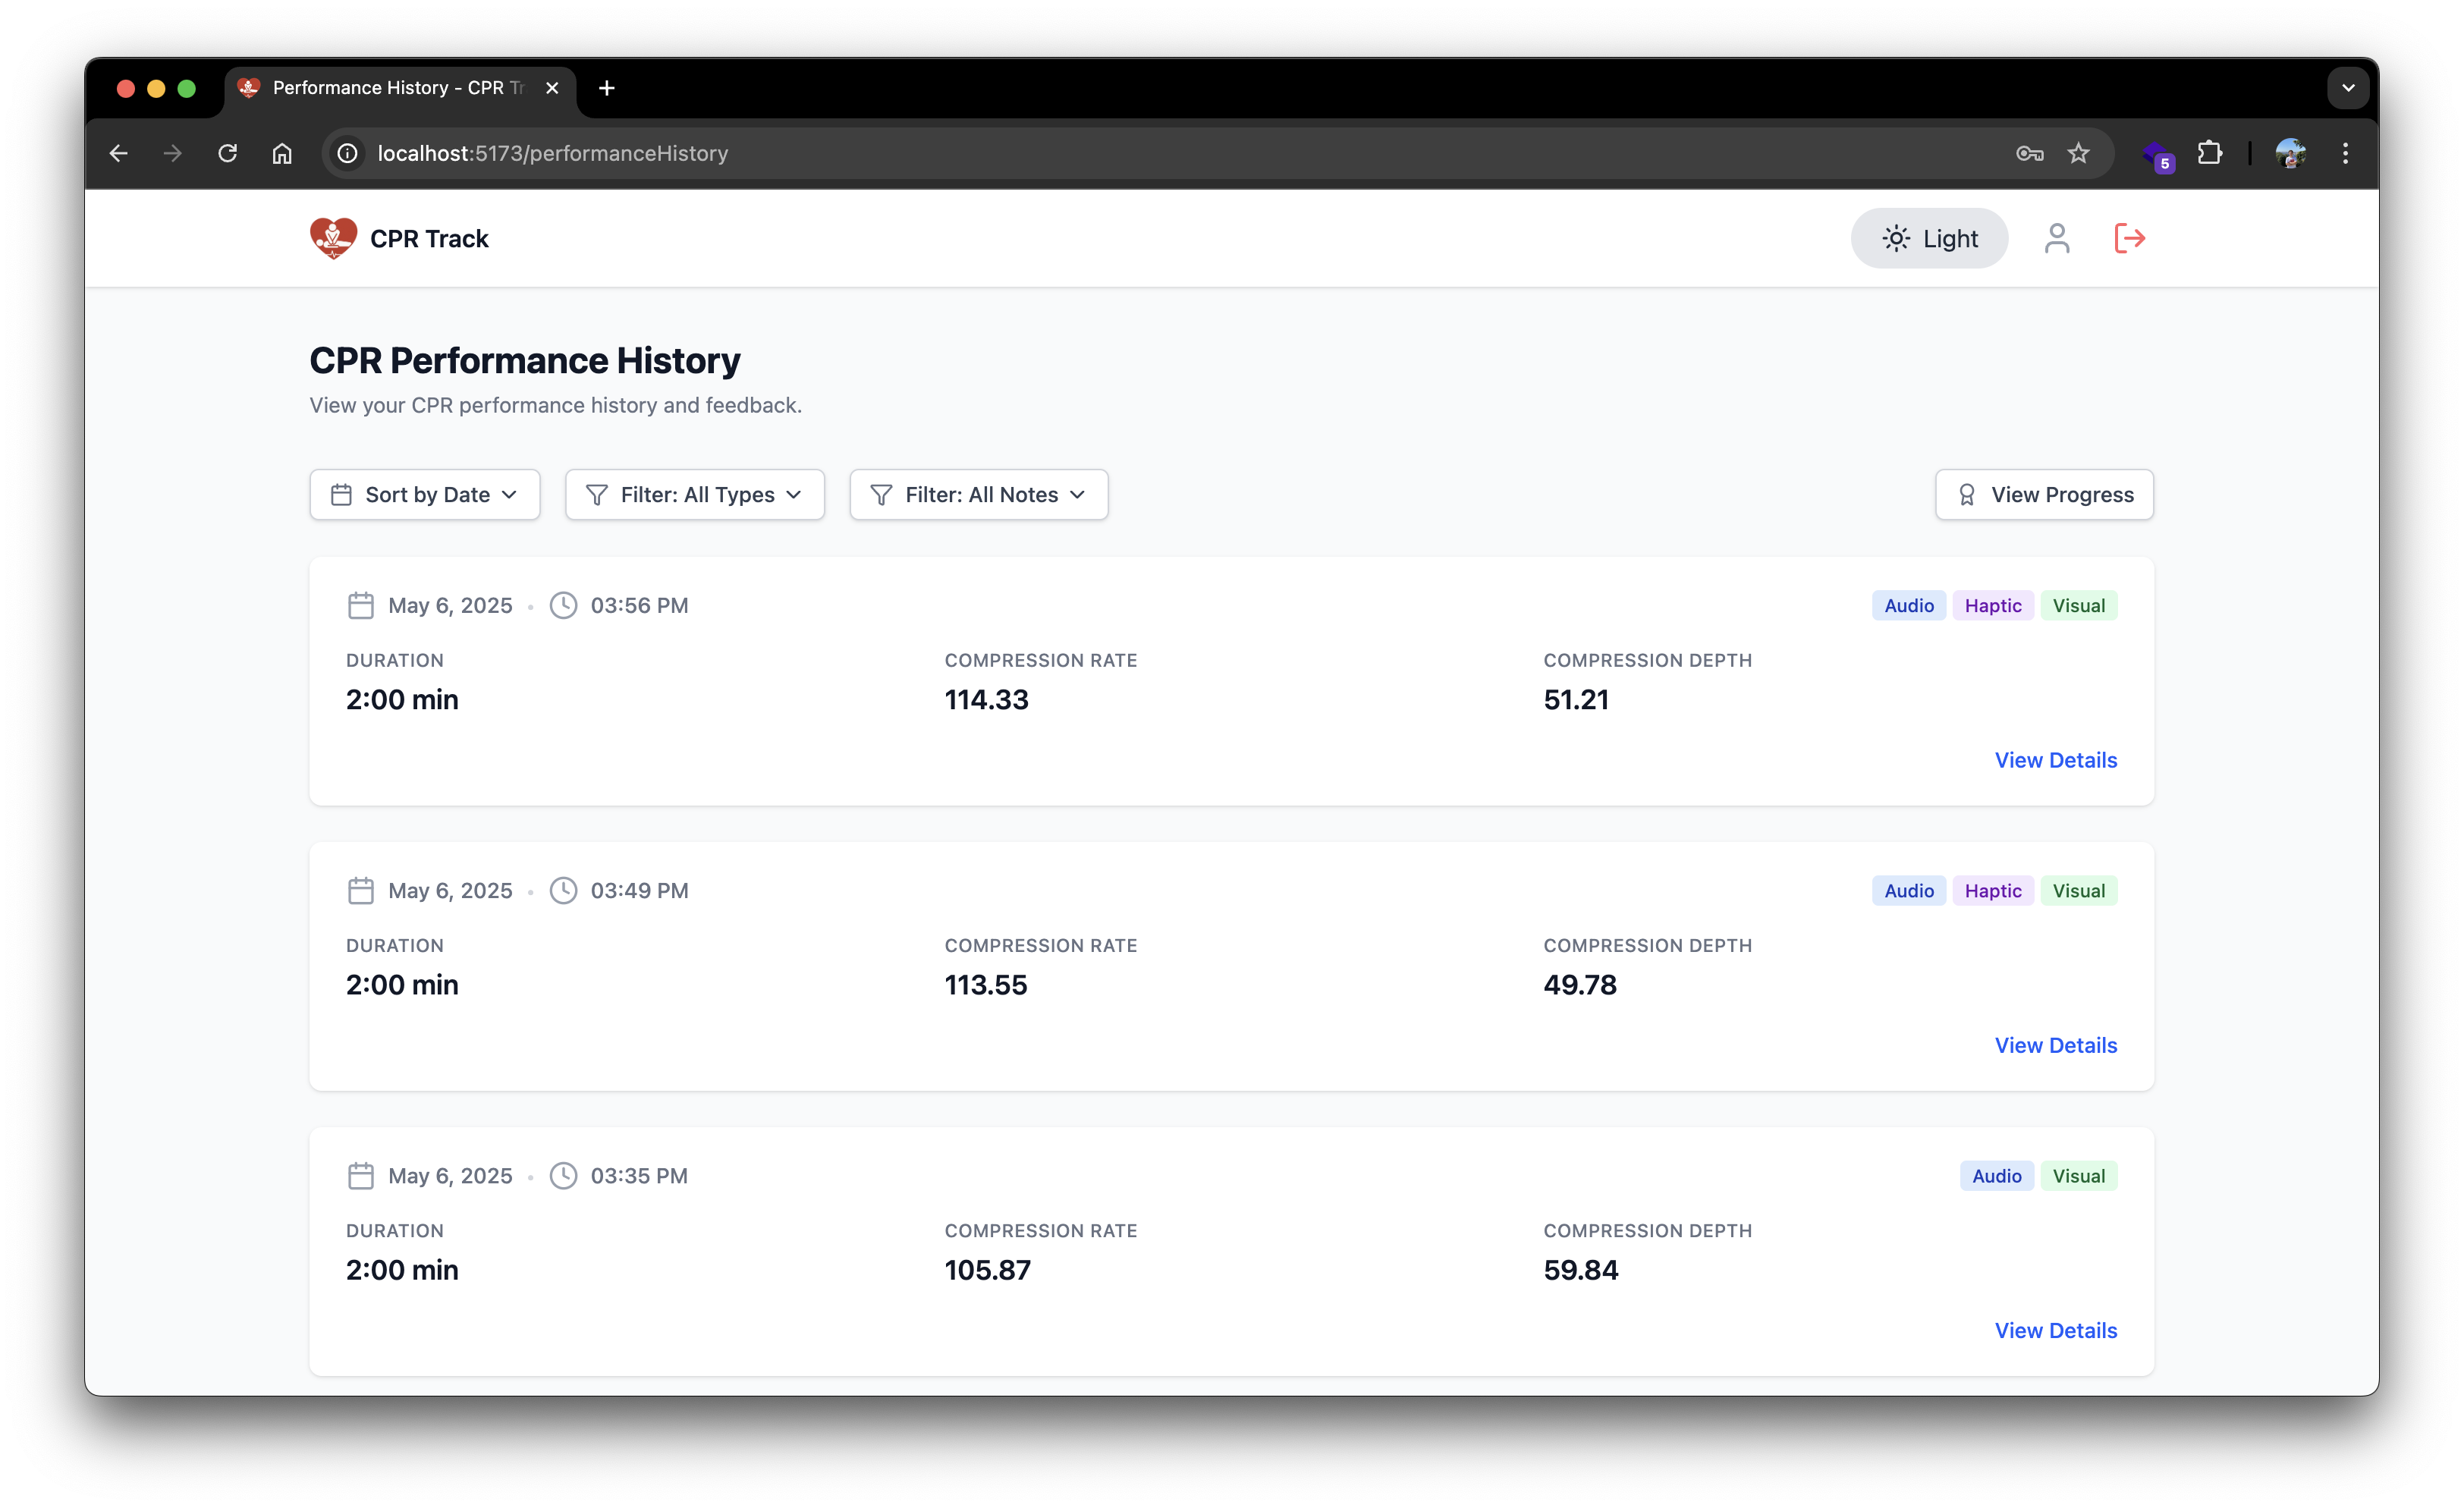 Performance History - CPR Tr
localhost:5173/performanceHistory
5
CPR Track
Light
CPR Performance History
View your CPR performance history and feedback.
Sort by Date
Filter: All Types
Filter: All Notes
View Progress
May 6, 2025 • 03:56 PM
Audio Haptic Visual
DURATION COMPRESSION RATE COMPRESSION DEPTH
2:00 min 114.33 51.21
View Details
May 6, 2025 • 03:49 PM
Audio Haptic Visual
DURATION COMPRESSION RATE COMPRESSION DEPTH
2:00 min 113.55 49.78
View Details
May 6, 2025 • 03:35 PM
Audio Visual
DURATION COMPRESSION RATE COMPRESSION DEPTH
2:00 min 105.87 59.84
View Details